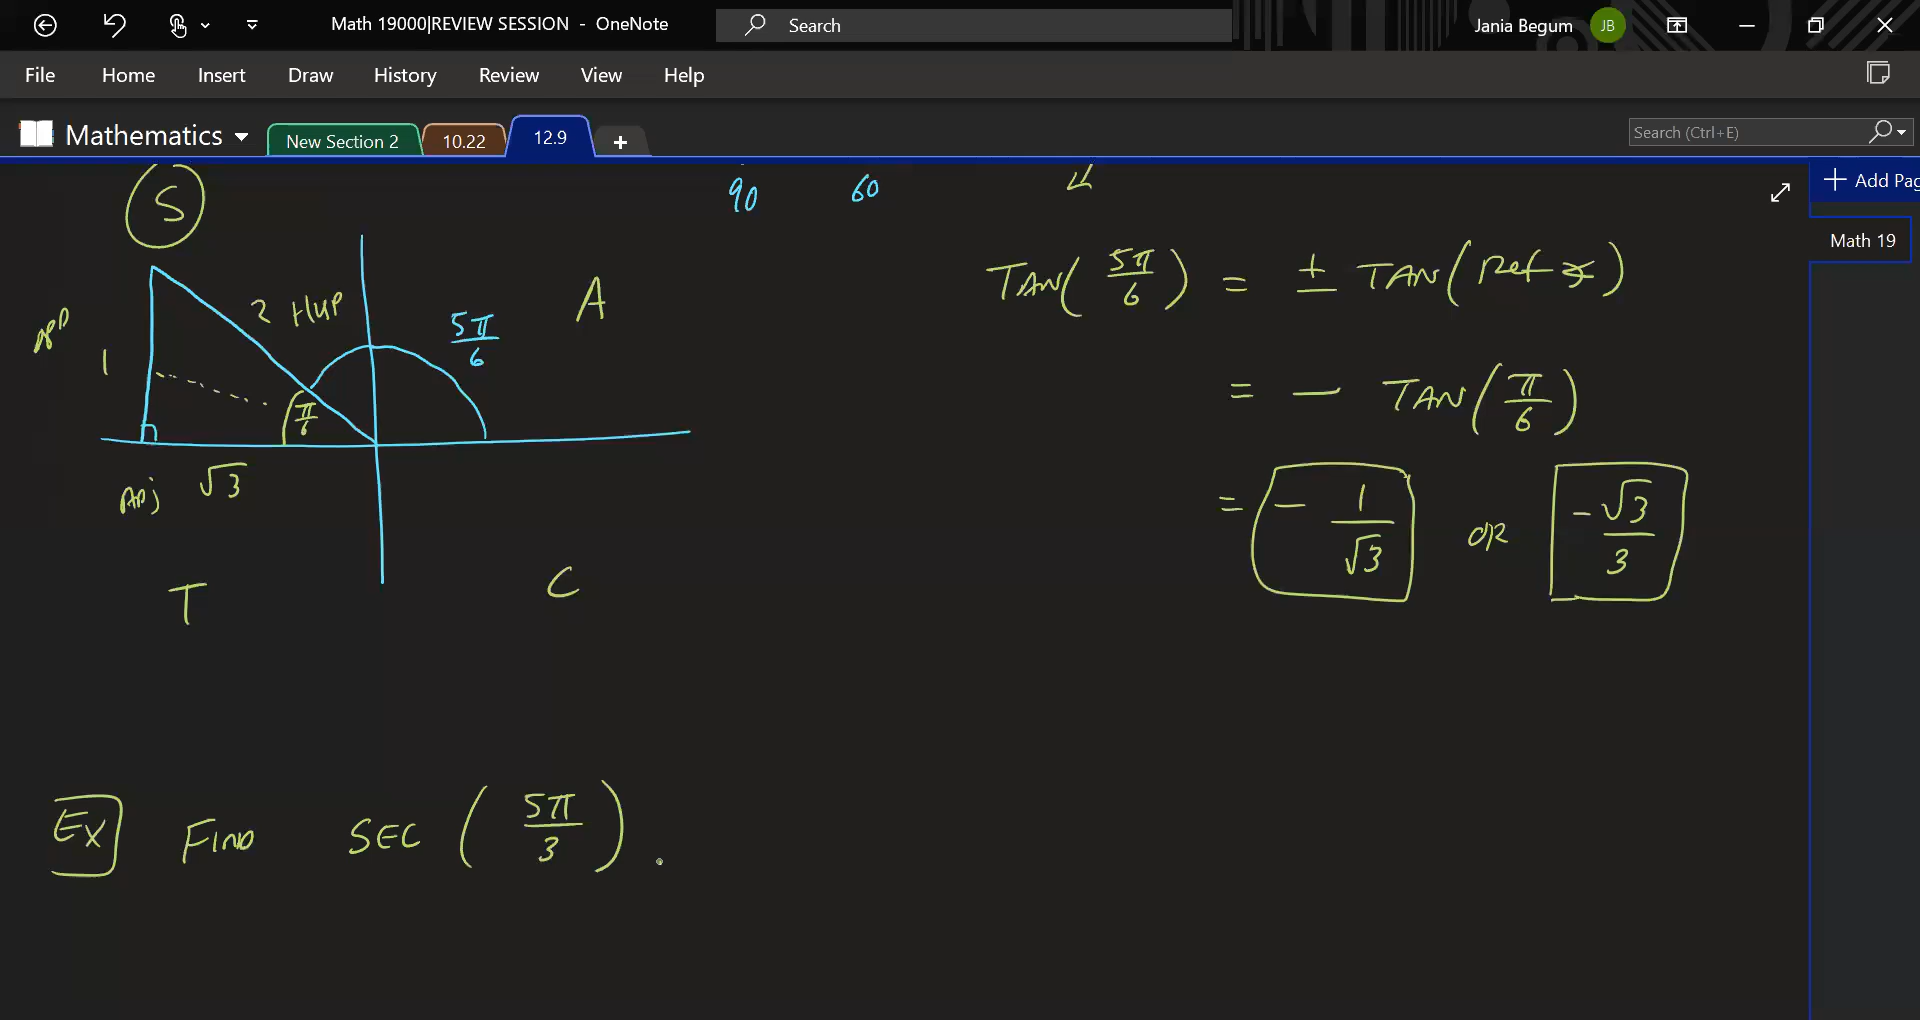 Math 19000|REVIEW SESSION - OneNote
Search
Jania Begum
JB
File Home Insert Draw History Review View Help
Mathematics
New Section 2
10.22
12.9
+
Search (Ctrl+E)
+ Add Pag
Math 19
S
90 60
2 HYP
A
5π/6
OPP
1
π/6
ADJ √3
T
C
TAN(5π/6) = ± TAN(Ref ∡)
= - TAN(π/6)
= - 1/√3 OR -√3/3
EX FIND SEC (5π/3).